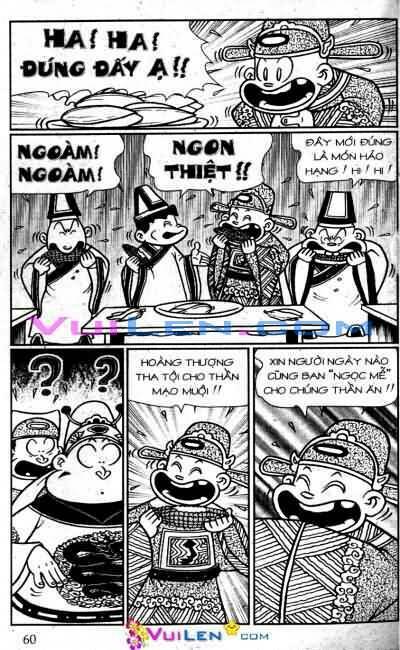 HA! HA!
ĐÚNG ĐẤY Ạ!!
NGOÀM!
NGOÀM!
NGON
THIỆT!!
ĐÂY MỚI ĐÚNG
LÀ MÓN HẢO
HẠNG! HI! HI!
VUILEN.COM
? ?
HOÀNG THƯỢNG
THA TỘI CHO THẦN
MẠO MUỘI!!
XIN NGƯỜI NGÀY NÀO
CŨNG BAN "NGỌC MỄ"
CHO CHÚNG THẦN ĂN!!
60
VUILEN.COM